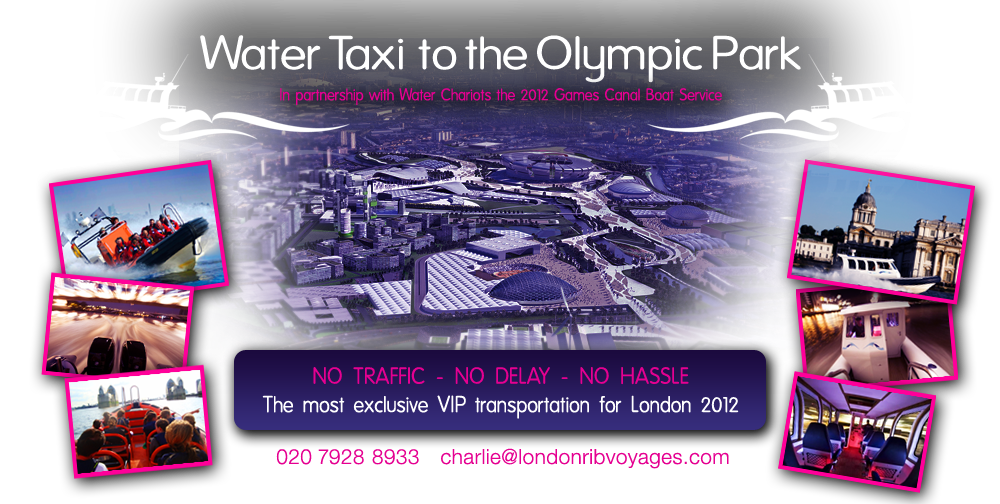 Water Taxi to the Olympic Park
In partnership with Water Chariots the 2012 Games Canal Boat Service
NO TRAFFIC - NO DELAY - NO HASSLE
The most exclusive VIP transportation for London 2012
020 7928 8933 charlie@londonribvoyages.com